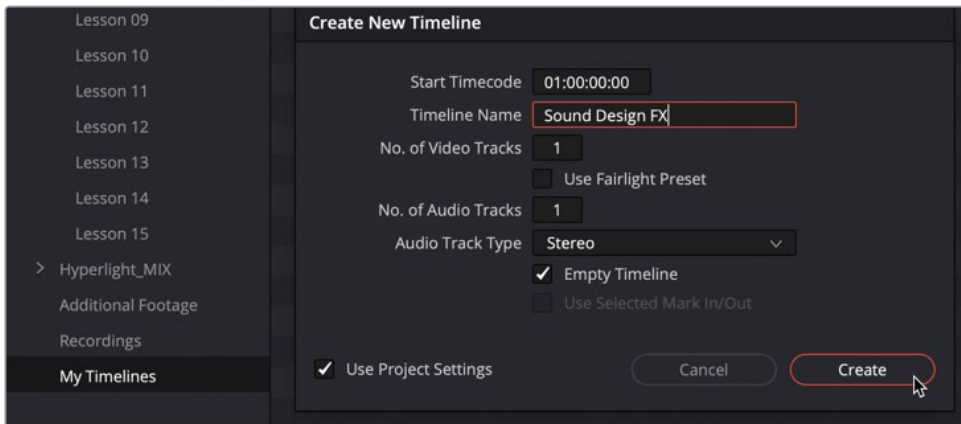 Lesson 09
Lesson 10
Lesson 11
Lesson 12
Lesson 13
Lesson 14
Lesson 15
> Hyperlight_MIX
Additional Footage
Recordings
My Timelines
Create New Timeline
Start Timecode 01:00:00:00
Timeline Name Sound Design FX
No. of Video Tracks 1
Use Fairlight Preset
No. of Audio Tracks 1
Audio Track Type Stereo
Empty Timeline
Use Selected Mark In/Out
Use Project Settings Cancel Create